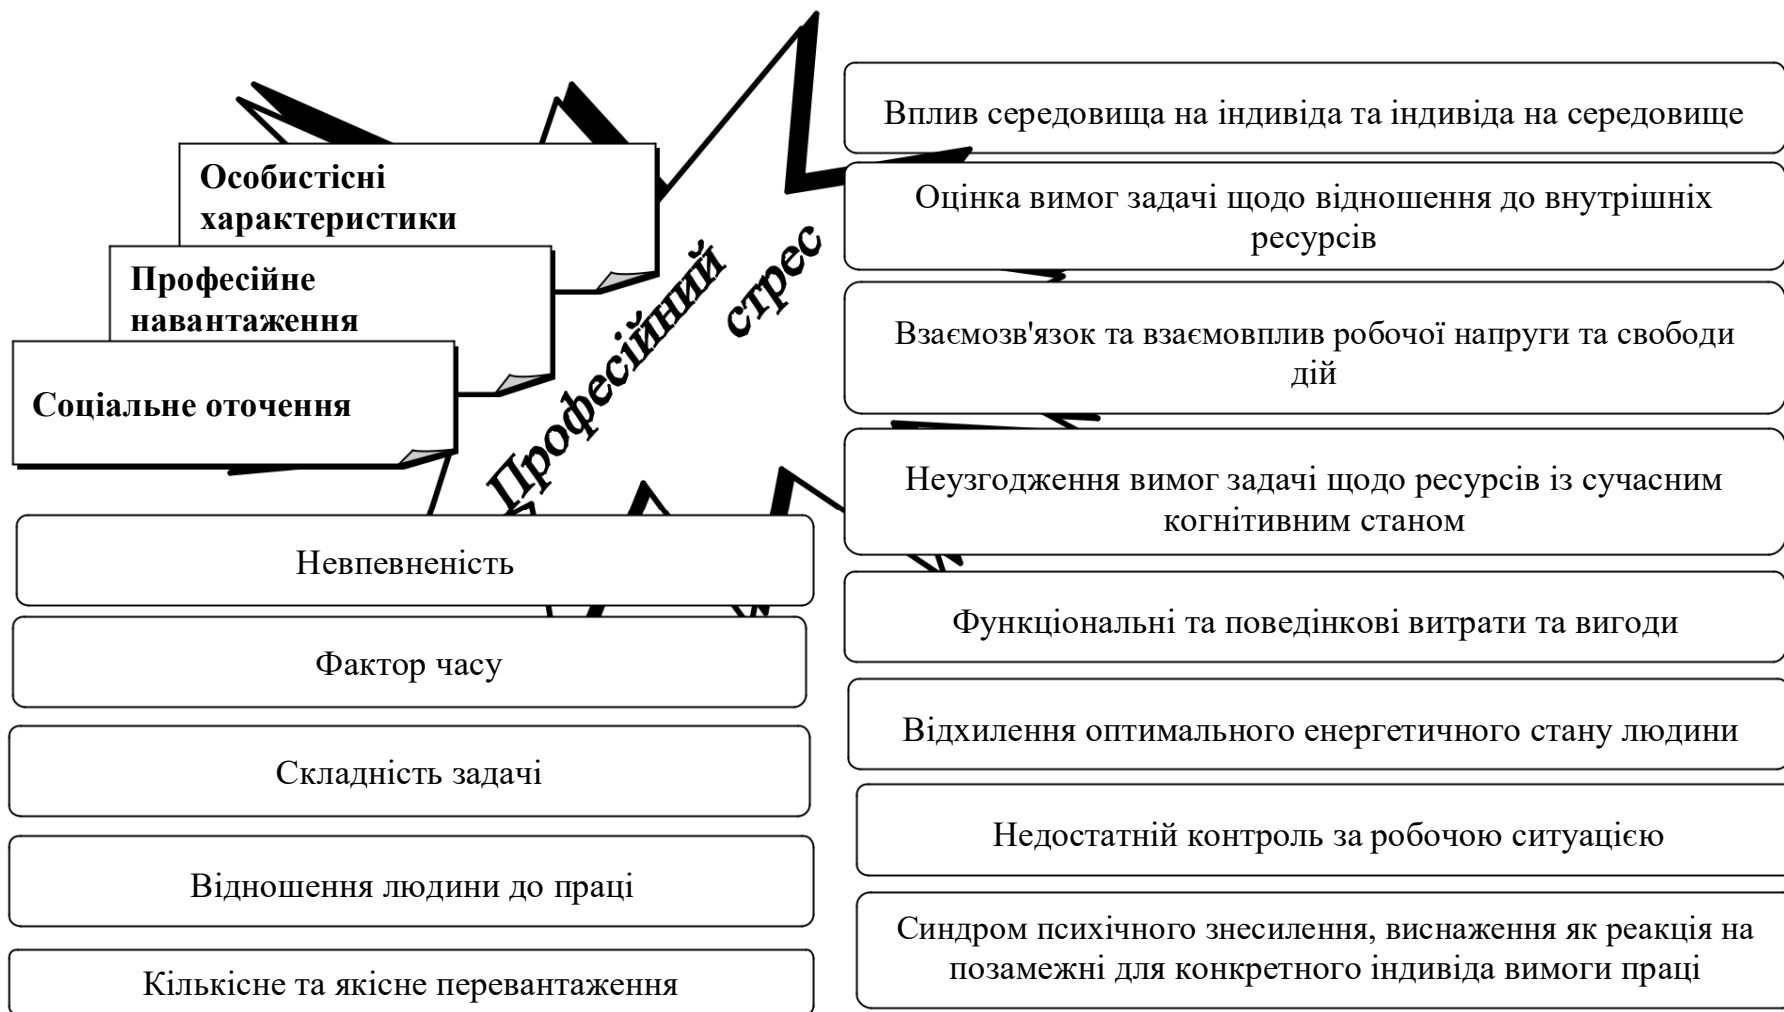 Особистісні
характеристики
Професійне
навантаження
Соціальне оточення
Професійний
стрес
Невпевненість
Фактор часу
Складність задачі
Відношення людини до праці
Кількісне та якісне перевантаження
Вплив середовища на індивіда та індивіда на середовище
Оцінка вимог задачі щодо відношення до внутрішніх
ресурсів
Взаємозв'язок та взаємовплив робочої напруги та свободи
дій
Неузгодження вимог задачі щодо ресурсів із сучасним
когнітивним станом
Функціональні та поведінкові витрати та вигоди
Відхилення оптимального енергетичного стану людини
Недостатній контроль за робочою ситуацією
Синдром психічного знесилення, виснаження як реакція на
позамежні для конкретного індивіда вимоги праці